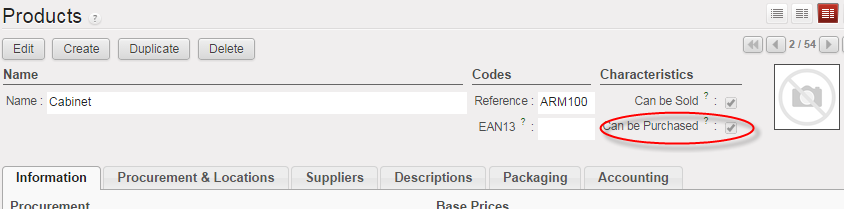 Products ?
Edit Create Duplicate Delete 2 / 54
Name Codes Characteristics
Name : Cabinet Reference : ARM100 Can be Sold ? :
EAN13 ? : Can be Purchased ? :
Information Procurement & Locations Suppliers Descriptions Packaging Accounting
Procurement Base Prices